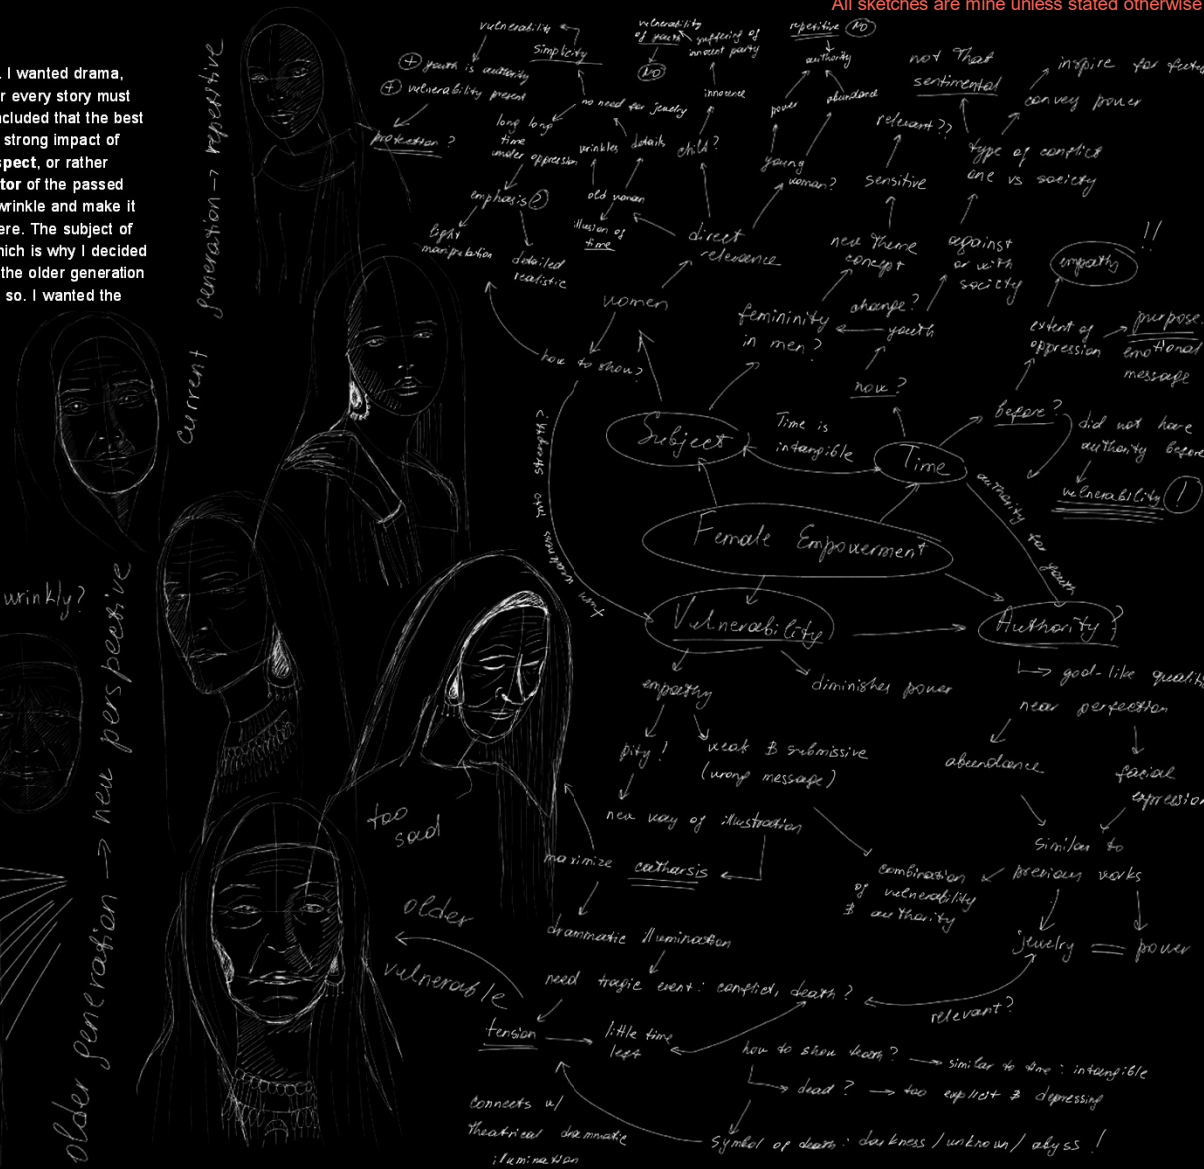 All sketches are mine unless stated otherwise
. I wanted drama,
r every story must
ncluded that the best
strong impact of
spect, or rather
tor of the passed
wrinkle and make it
ere. The subject of
hich is why I decided
the older generation
so. I wanted the
generation → repetitive
current
wrinkly?
older generation → new perspective
too
sad
older
vulnerable
vulnerability
simplicity
+ youth is authority
+ vulnerability present
protection?
long long
time
under oppression
emphasis
light
manipulation
detailed
realistic
no need for jewelry
wrinkles
details
old woman
illusion of
time
vulnerability
of youth
NO
suffering of
innocent party
innocence
child?
repetitive NO
authority
power
abundance
young
woman?
direct
relevance
women
how to show?
turn weakness into strength?
not that
sentimental
relevant??
sensitive
new theme
concept
femininity
in men?
change?
youth
now?
inspire for
convey power
type of conflict
one vs society
against
or with
society
empathy
!!
extent of
oppression
purpose:
emotional
message
before?
did not have
authority before
vulnerability !
Subject
Time is
intangible
Time
authority for youth
Female Empowerment
Vulnerability
Authority?
empathy
diminishes power
pity!
weak & submissive
(wrong message)
new way of illustration
maximize catharsis
combination
of vulnerability
& authority
god-like
near perfection
abundance
facial
expression
similar to
previous works
jewelry = power
relevant?
drammatic illumination
need tragic event: conflict, death?
tension
little time
left
how to show death? → similar to time: intangible
dead? → too explicit & depressing
symbol of death: darkness / unknown / abyss !
connects w/
theatrical drammatic
ilumination